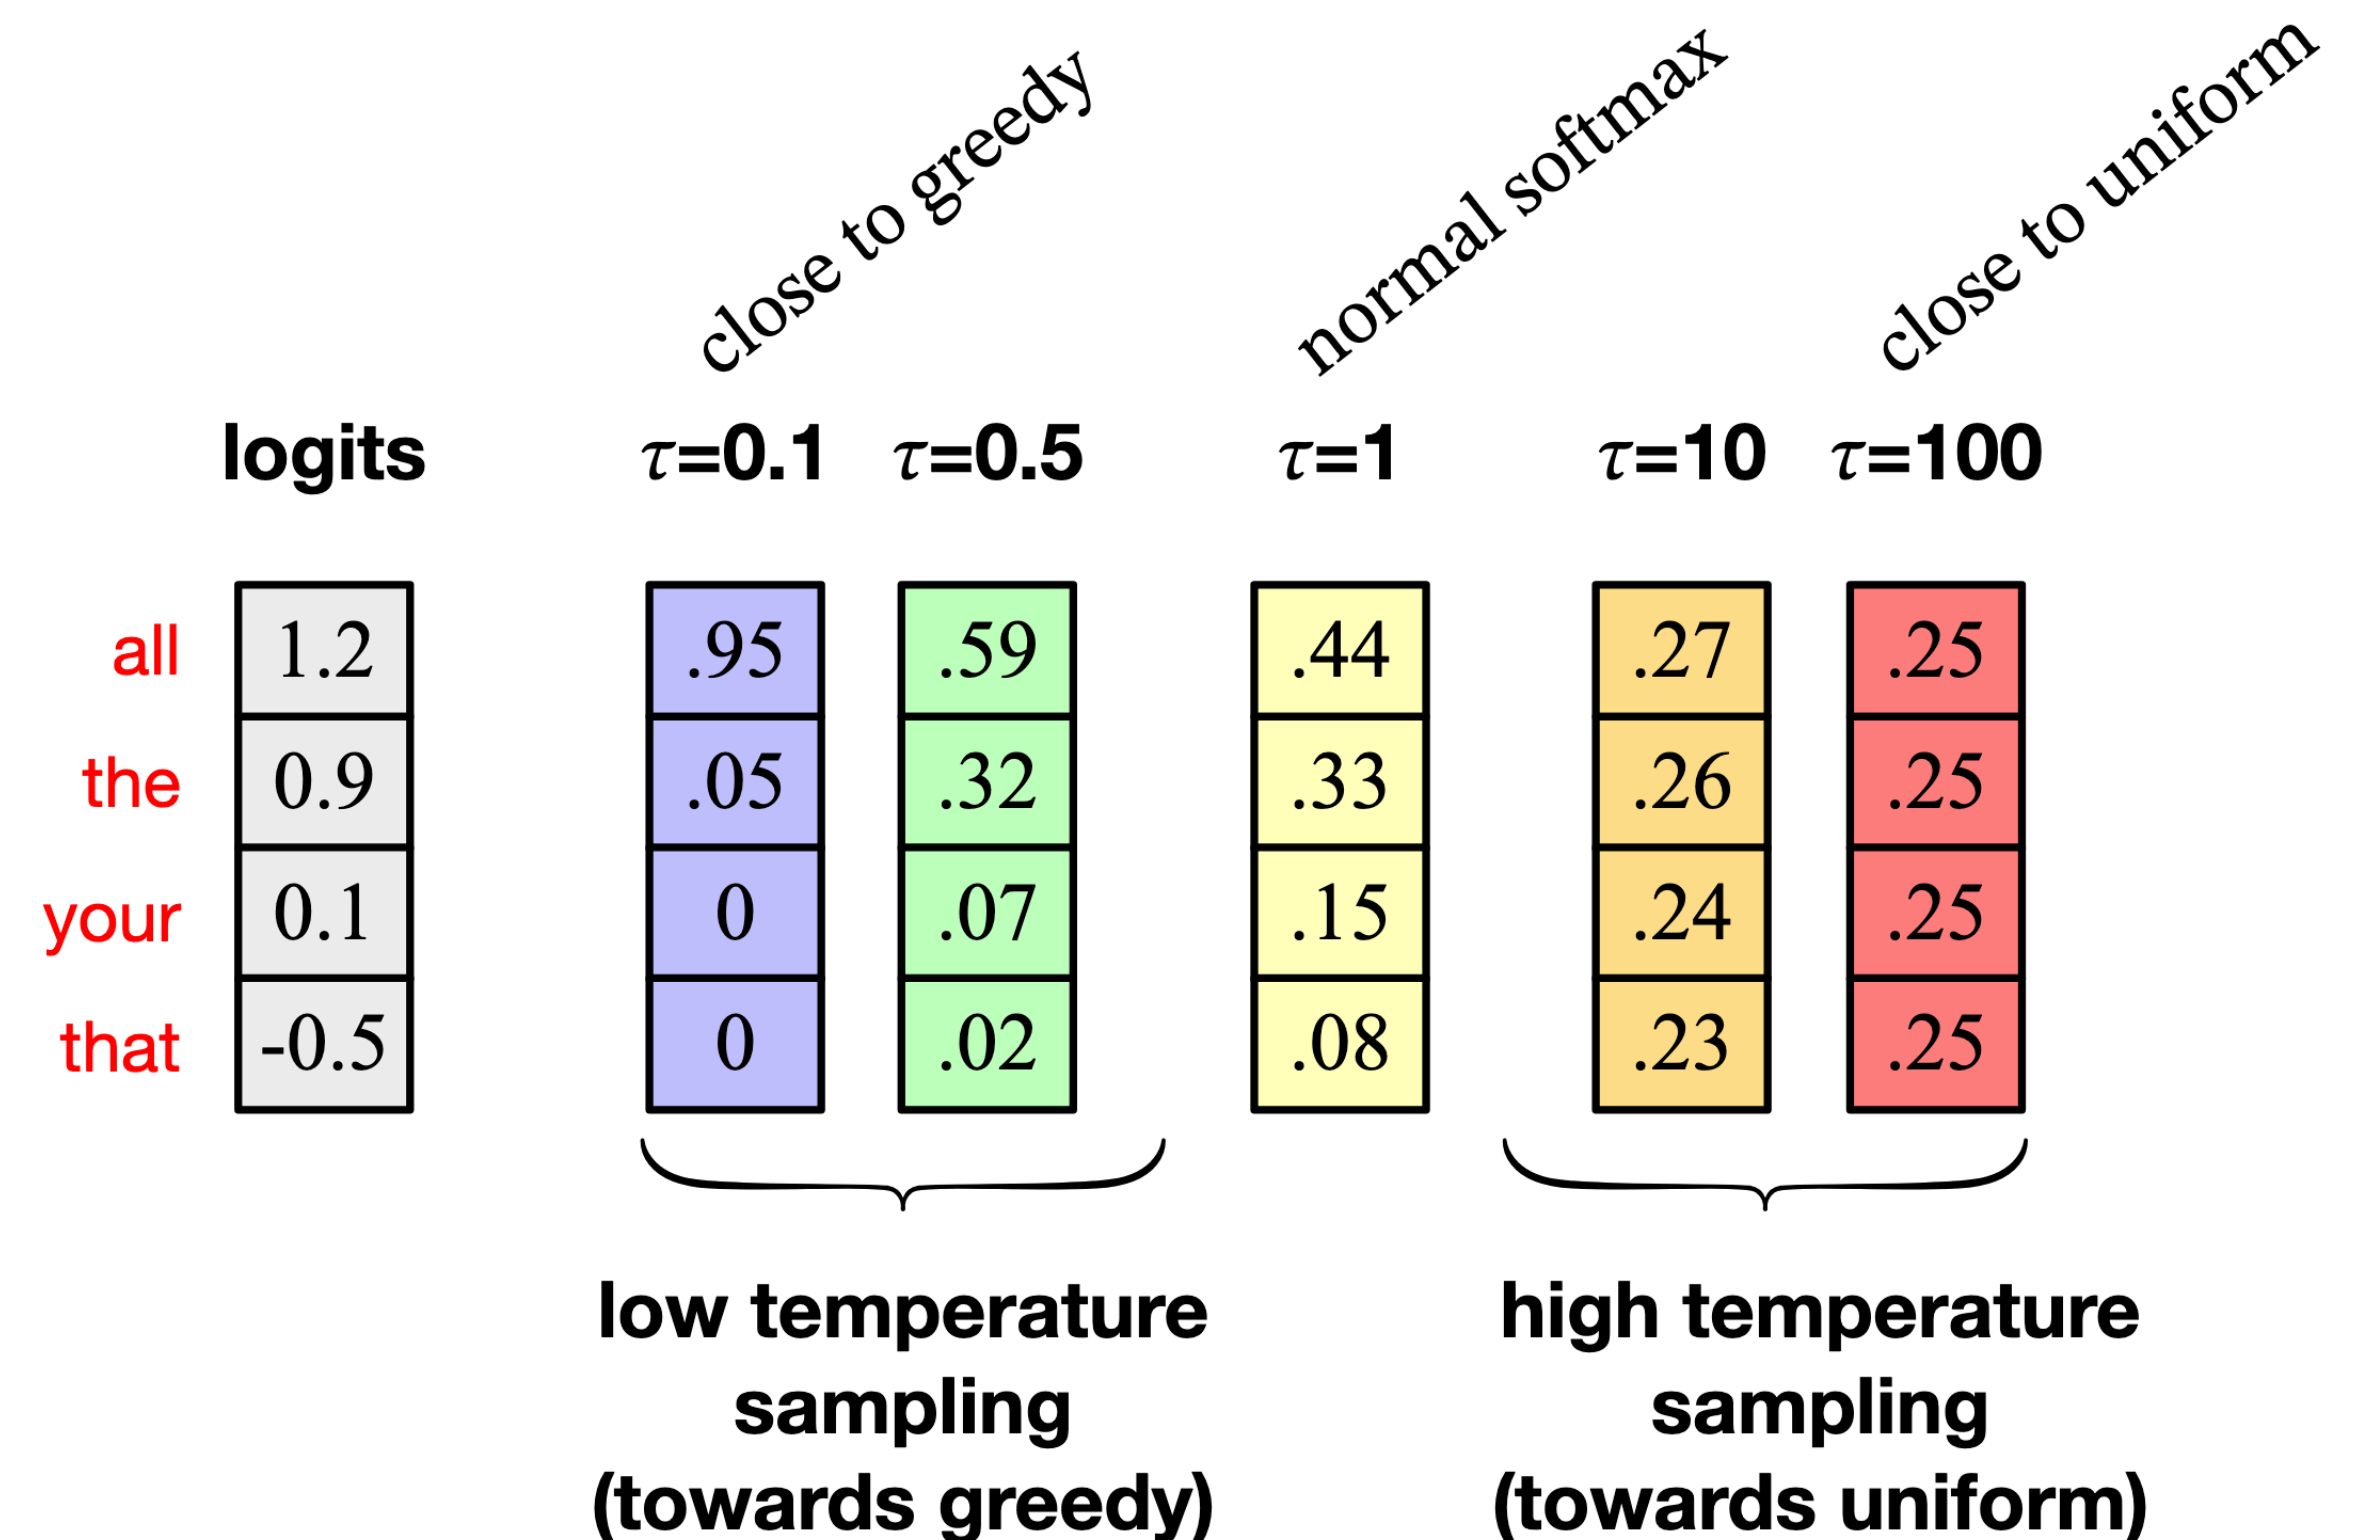 close to greedy
normal softmax
close to uniform
logits τ=0.1 τ=0.5 τ=1 τ=10 τ=100
all 1.2 .95 .59 .44 .27 .25
the 0.9 .05 .32 .33 .26 .25
your 0.1 0 .07 .15 .24 .25
that -0.5 0 .02 .08 .23 .25
low temperature
sampling
(towards greedy)
high temperature
sampling
(towards uniform)